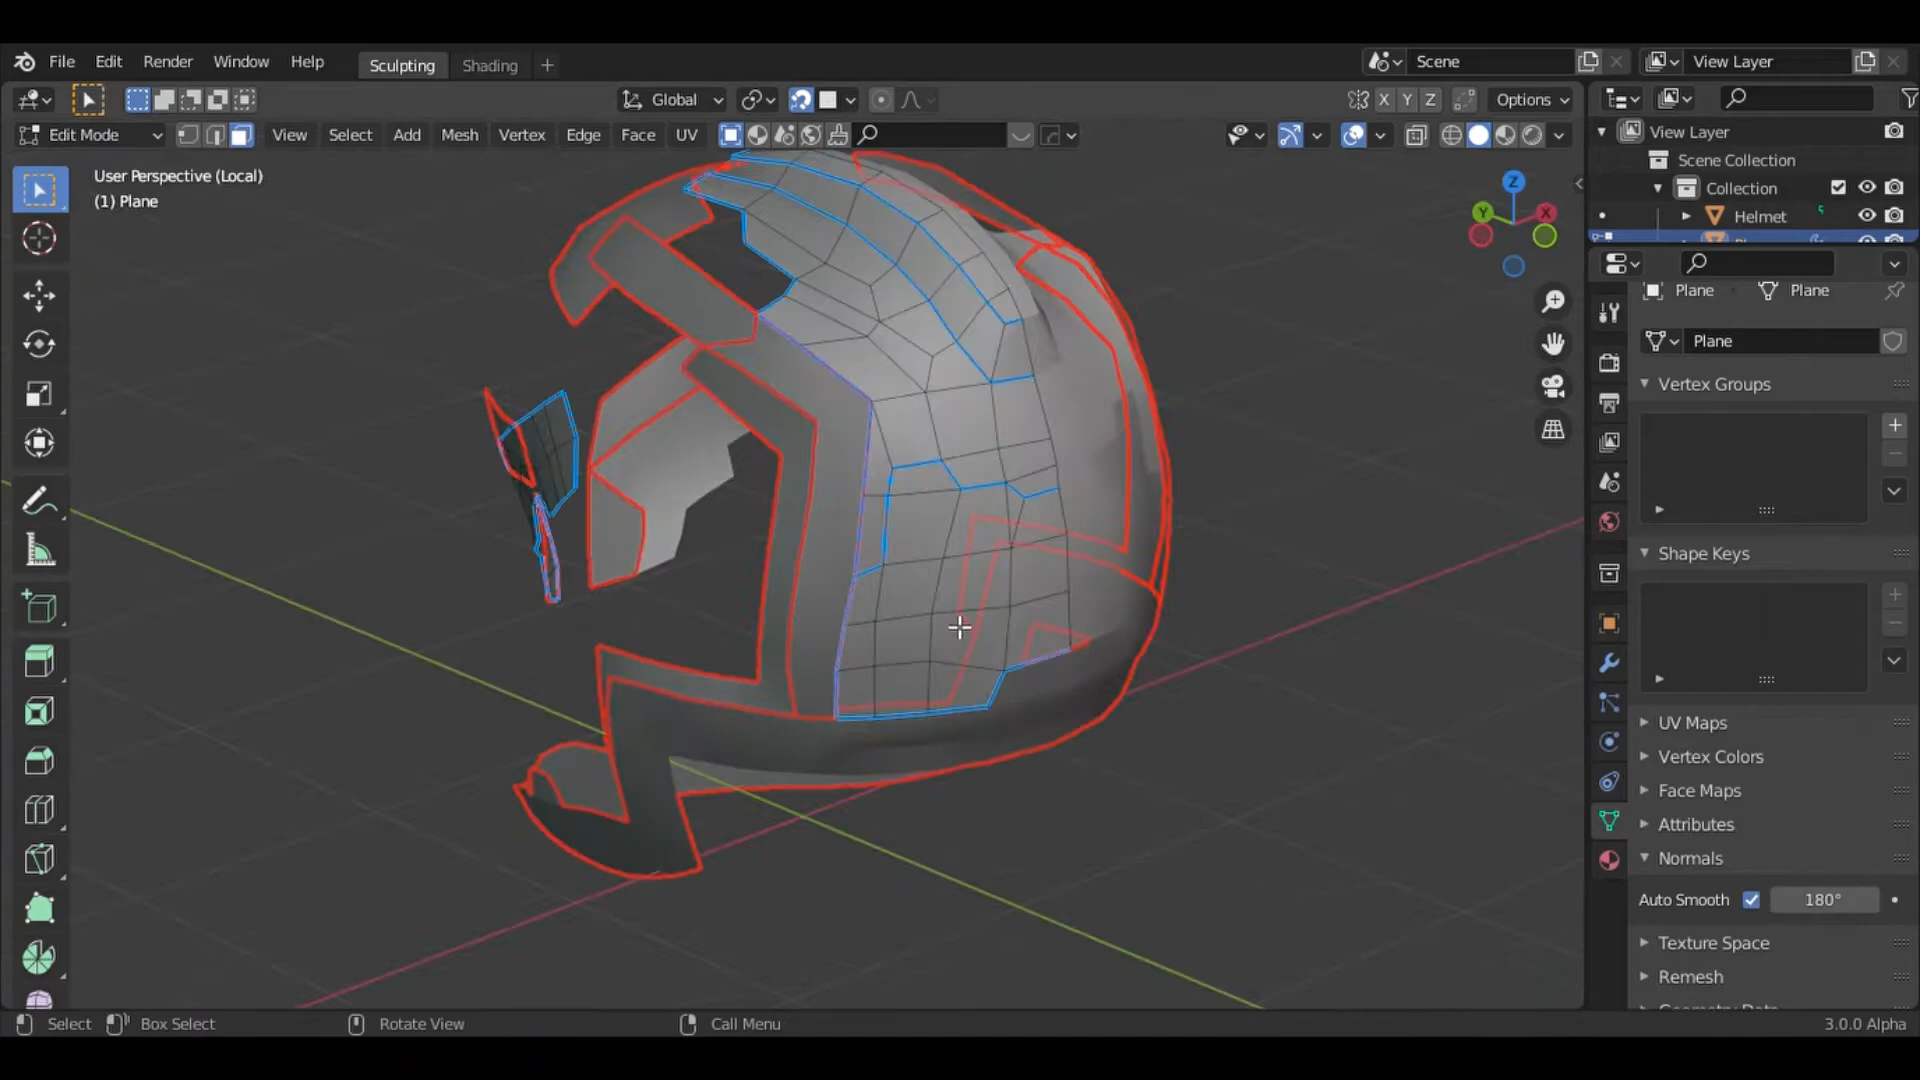 File Edit Render Window Help Sculpting Shading + Scene View Layer
Global X Y Z Options
Edit Mode View Select Add Mesh Vertex Edge Face UV
View Layer
Scene Collection
Collection
Helmet
User Perspective (Local)
(1) Plane
Z
Y X
Plane Plane
Plane
Vertex Groups
Shape Keys
UV Maps
Vertex Colors
Face Maps
Attributes
Normals
Auto Smooth 180°
Texture Space
Remesh
Select Box Select Rotate View Call Menu 3.0.0 Alpha